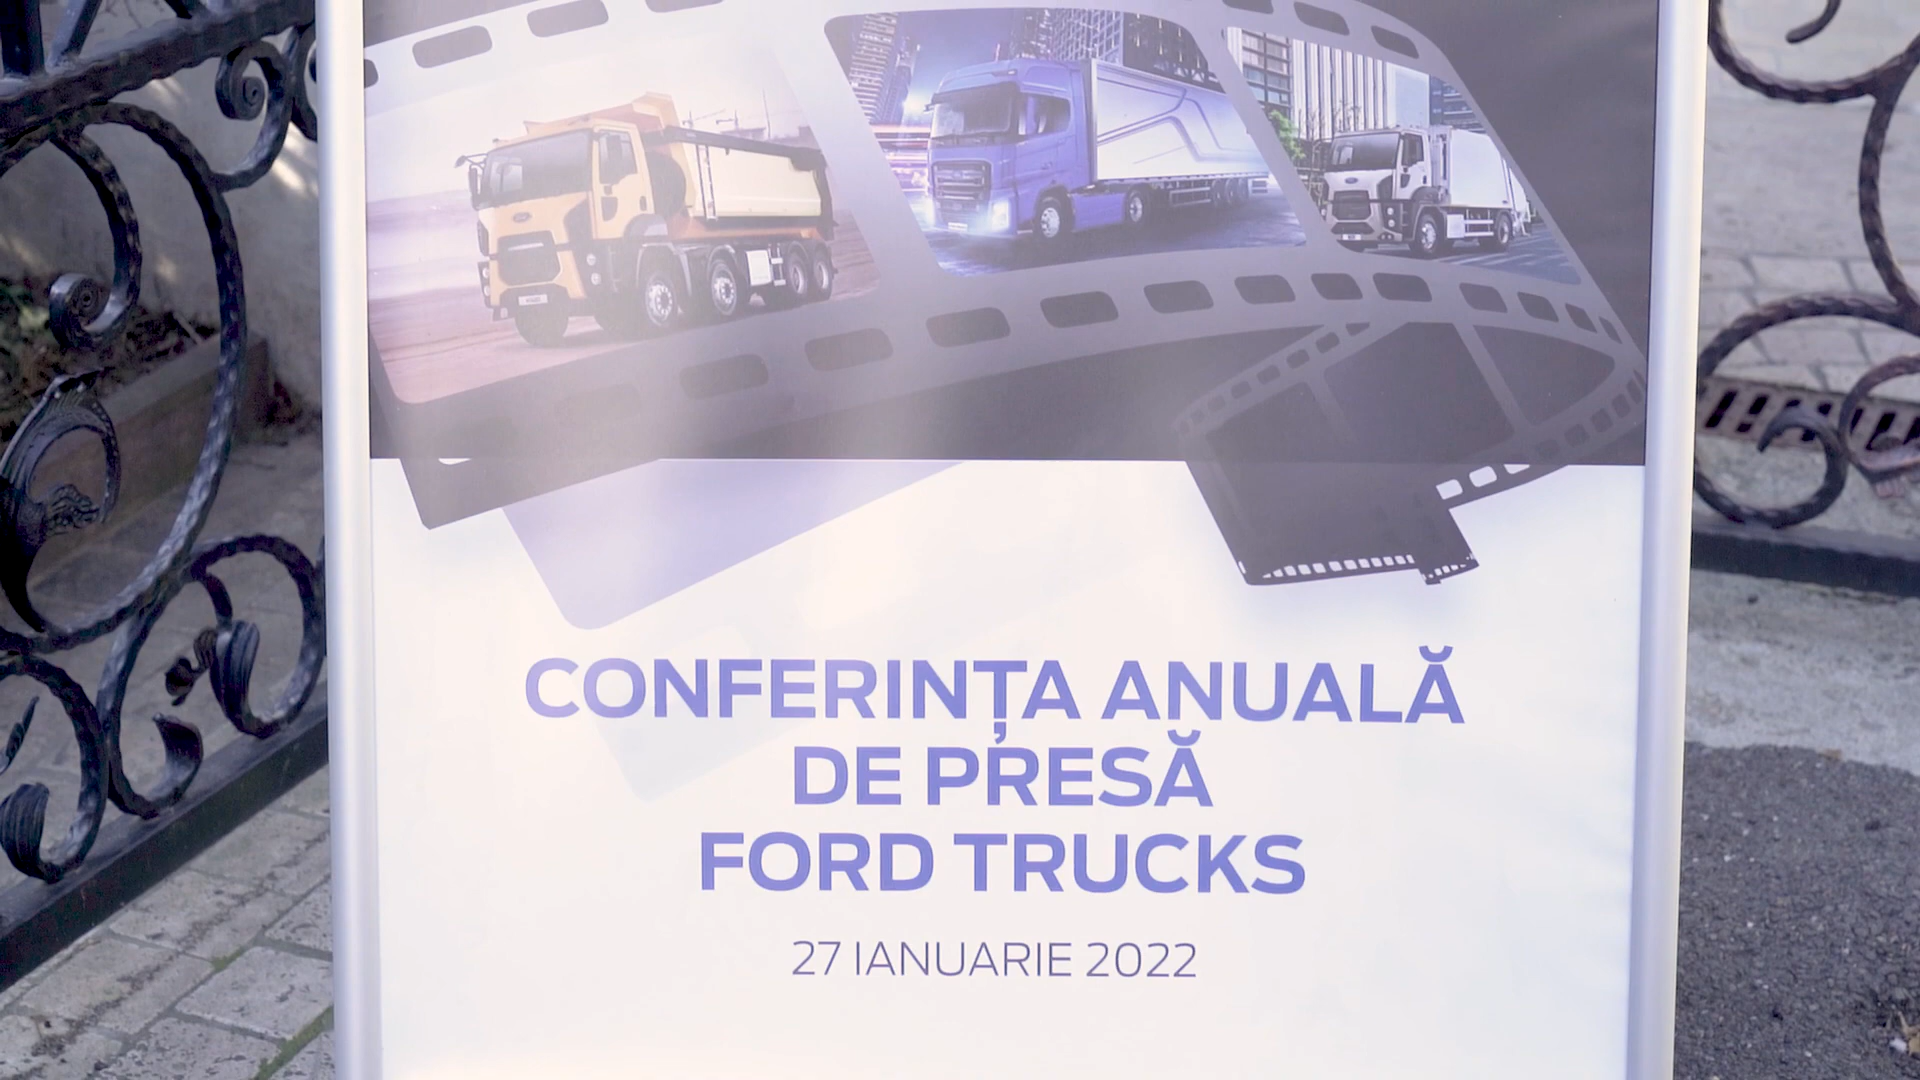 CONFERINȚA ANUALĂ
DE PRESĂ
FORD TRUCKS
27 IANUARIE 2022